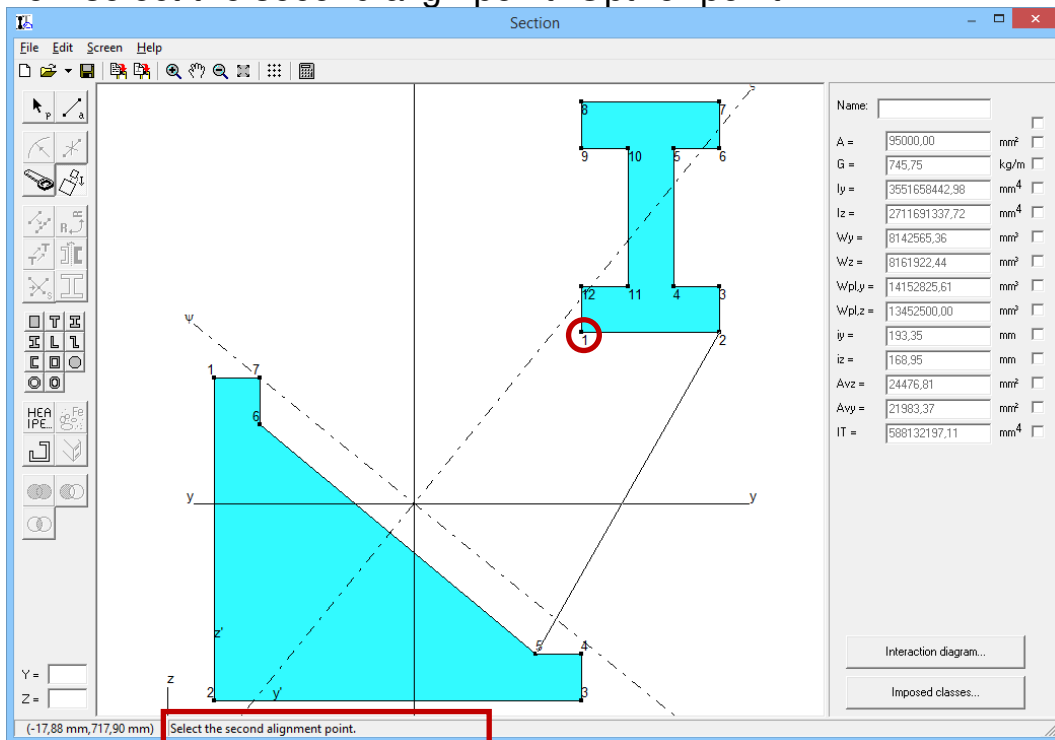 Section
File Edit Screen Help
Name:
A = 95000,00 mm²
G = 745,75 kg/m
Iy = 3551658442,98 mm4
Iz = 2711691337,72 mm4
Wy = 8142565,36 mm³
Wz = 8161922,44 mm³
Wpl,y = 14152825,61 mm³
Wpl,z = 13452500,00 mm³
iy = 193,35 mm
iz = 168,95 mm
Avz = 24476,81 mm²
Avy = 21983,37 mm²
IT = 588132197,11 mm4
p a
R
T
s
HEA
IPE...
Fe
s
8 7
9 10 5 6
12 11 4 3
1 2
ψ
1 7
6
y y
z'
5 4
2 y' 3
z
Y =
Z =
Interaction diagram...
Imposed classes...
(-17,88 mm,717,90 mm) Select the second alignment point.